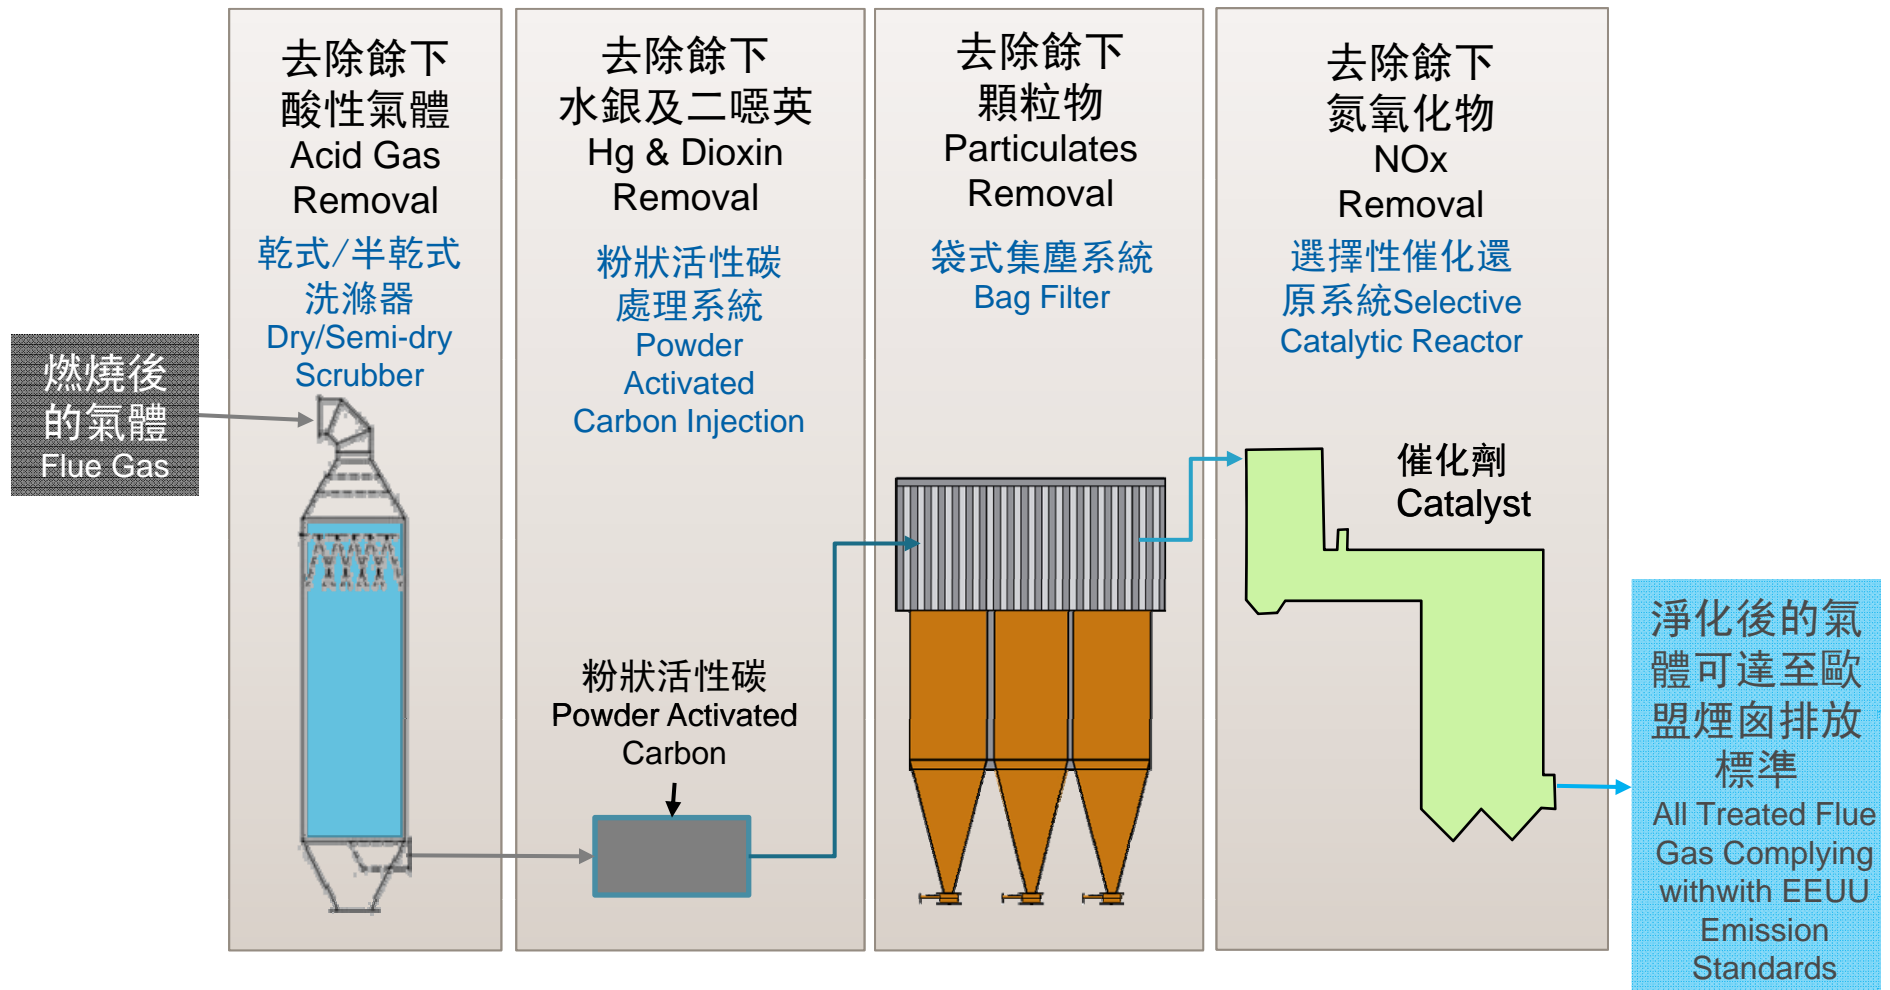 燃燒後
的氣體
Flue Gas
去除餘下
酸性氣體
Acid Gas
Removal
乾式/半乾式
洗滌器
Dry/Semi-dry
Scrubber
去除餘下
水銀及二噁英
Hg & Dioxin
Removal
粉狀活性碳
處理系統
Powder
Activated
Carbon Injection
粉狀活性碳
Powder Activated
Carbon
去除餘下
顆粒物
Particulates
Removal
袋式集塵系統
Bag Filter
去除餘下
氮氧化物
NOx
Removal
選擇性催化還
原系統Selective
Catalytic Reactor
催化劑
Catalyst
淨化後的氣
體可達至歐
盟煙囪排放
標準
All Treated Flue
Gas Complying
withwith EEUU
Emission
Standards